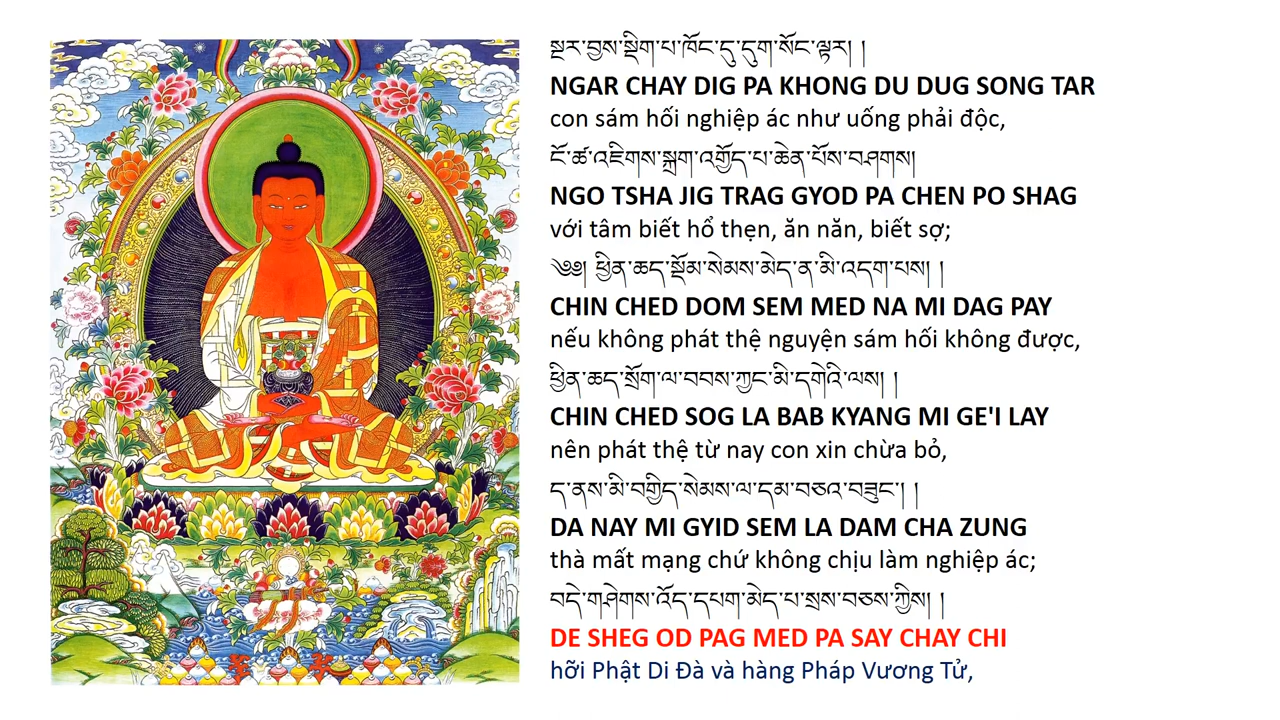 སྔར་བྱས་སྡིག་པ་ཁོང་དུ་དུག་སོང་ལྟར། །
NGAR CHAY DIG PA KHONG DU DUG SONG TAR
con sám hối nghiệp ác như uống phải độc,
ངོ་ཚ་འཇིགས་སྐྲག་འགྱོད་པ་ཆེན་པོས་བཤགས།
NGO TSHA JIG TRAG GYOD PA CHEN PO SHAG
với tâm biết hổ thẹn, ăn năn, biết sợ;
༄༅། ཕྱིན་ཆད་སྡོམ་སེམས་མེད་ན་མི་འདག་པས། །
CHIN CHED DOM SEM MED NA MI DAG PAY
nếu không phát thệ nguyện sám hối không được,
ཕྱིན་ཆད་སྲོག་ལ་བབས་ཀྱང་མི་དགེའི་ལས། །
CHIN CHED SOG LA BAB KYANG MI GE'I LAY
nên phát thệ từ nay con xin chừa bỏ,
ད་ནས་མི་བགྱིད་སེམས་ལ་དམ་བཅའ་བཟུང་། །
DA NAY MI GYID SEM LA DAM CHA ZUNG
thà mất mạng chứ không chịu làm nghiệp ác;
བདེ་གཤེགས་འོད་དཔག་མེད་པ་སྲས་བཅས་ཀྱིས། །
DE SHEG OD PAG MED PA SAY CHAY CHI
hỡi Phật Di Đà và hàng Pháp Vương Tử,